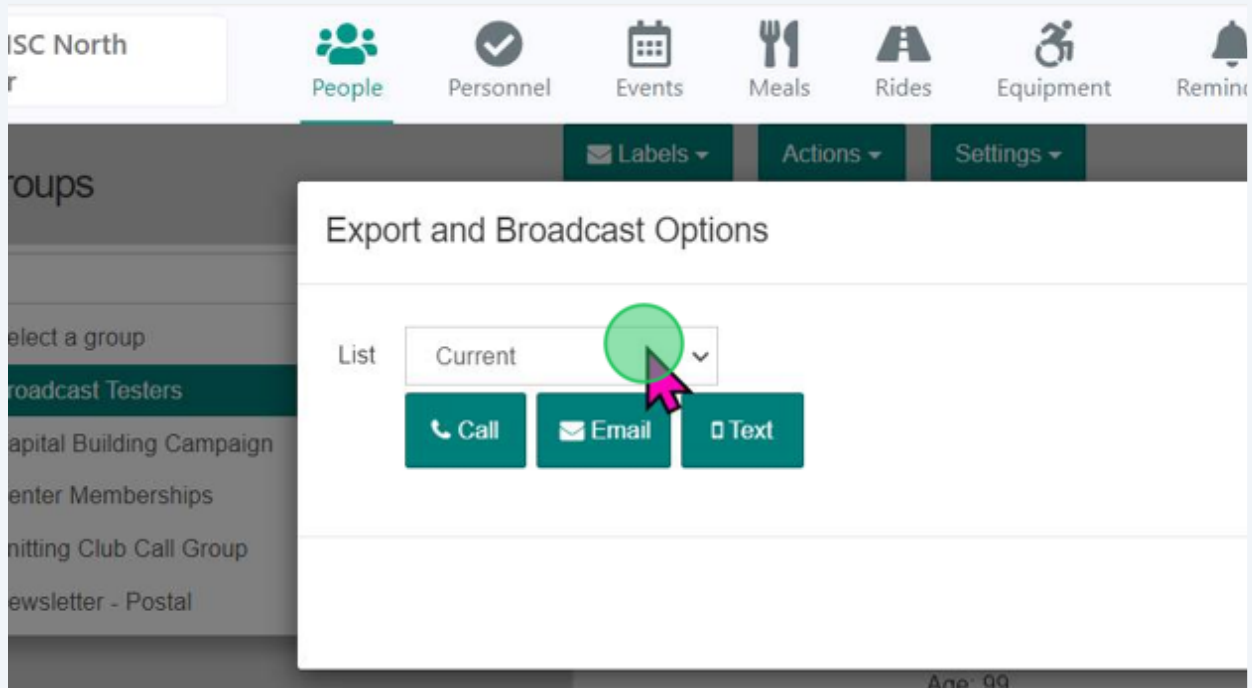 ISC North
r
People
Personnel
Events
Meals
Rides
Equipment
Remind
Labels
Actions
Settings
roups
Export and Broadcast Options
elect a group
List
Current
roadcast Testers
Call
Email
Text
apital Building Campaign
enter Memberships
nitting Club Call Group
ewsletter - Postal
Age: 99